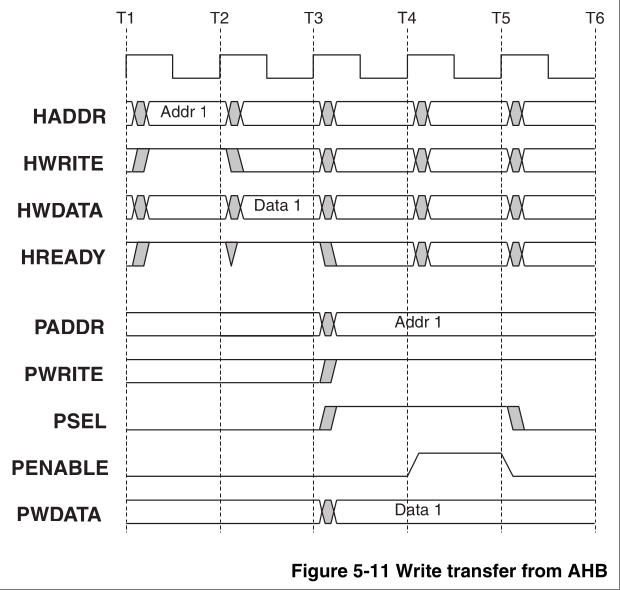 T1 T2 T3 T4 T5 T6
HADDR Addr 1
HWRITE
HWDATA Data 1
HREADY
PADDR Addr 1
PWRITE
PSEL
PENABLE
PWDATA Data 1
Figure 5-11 Write transfer from AHB